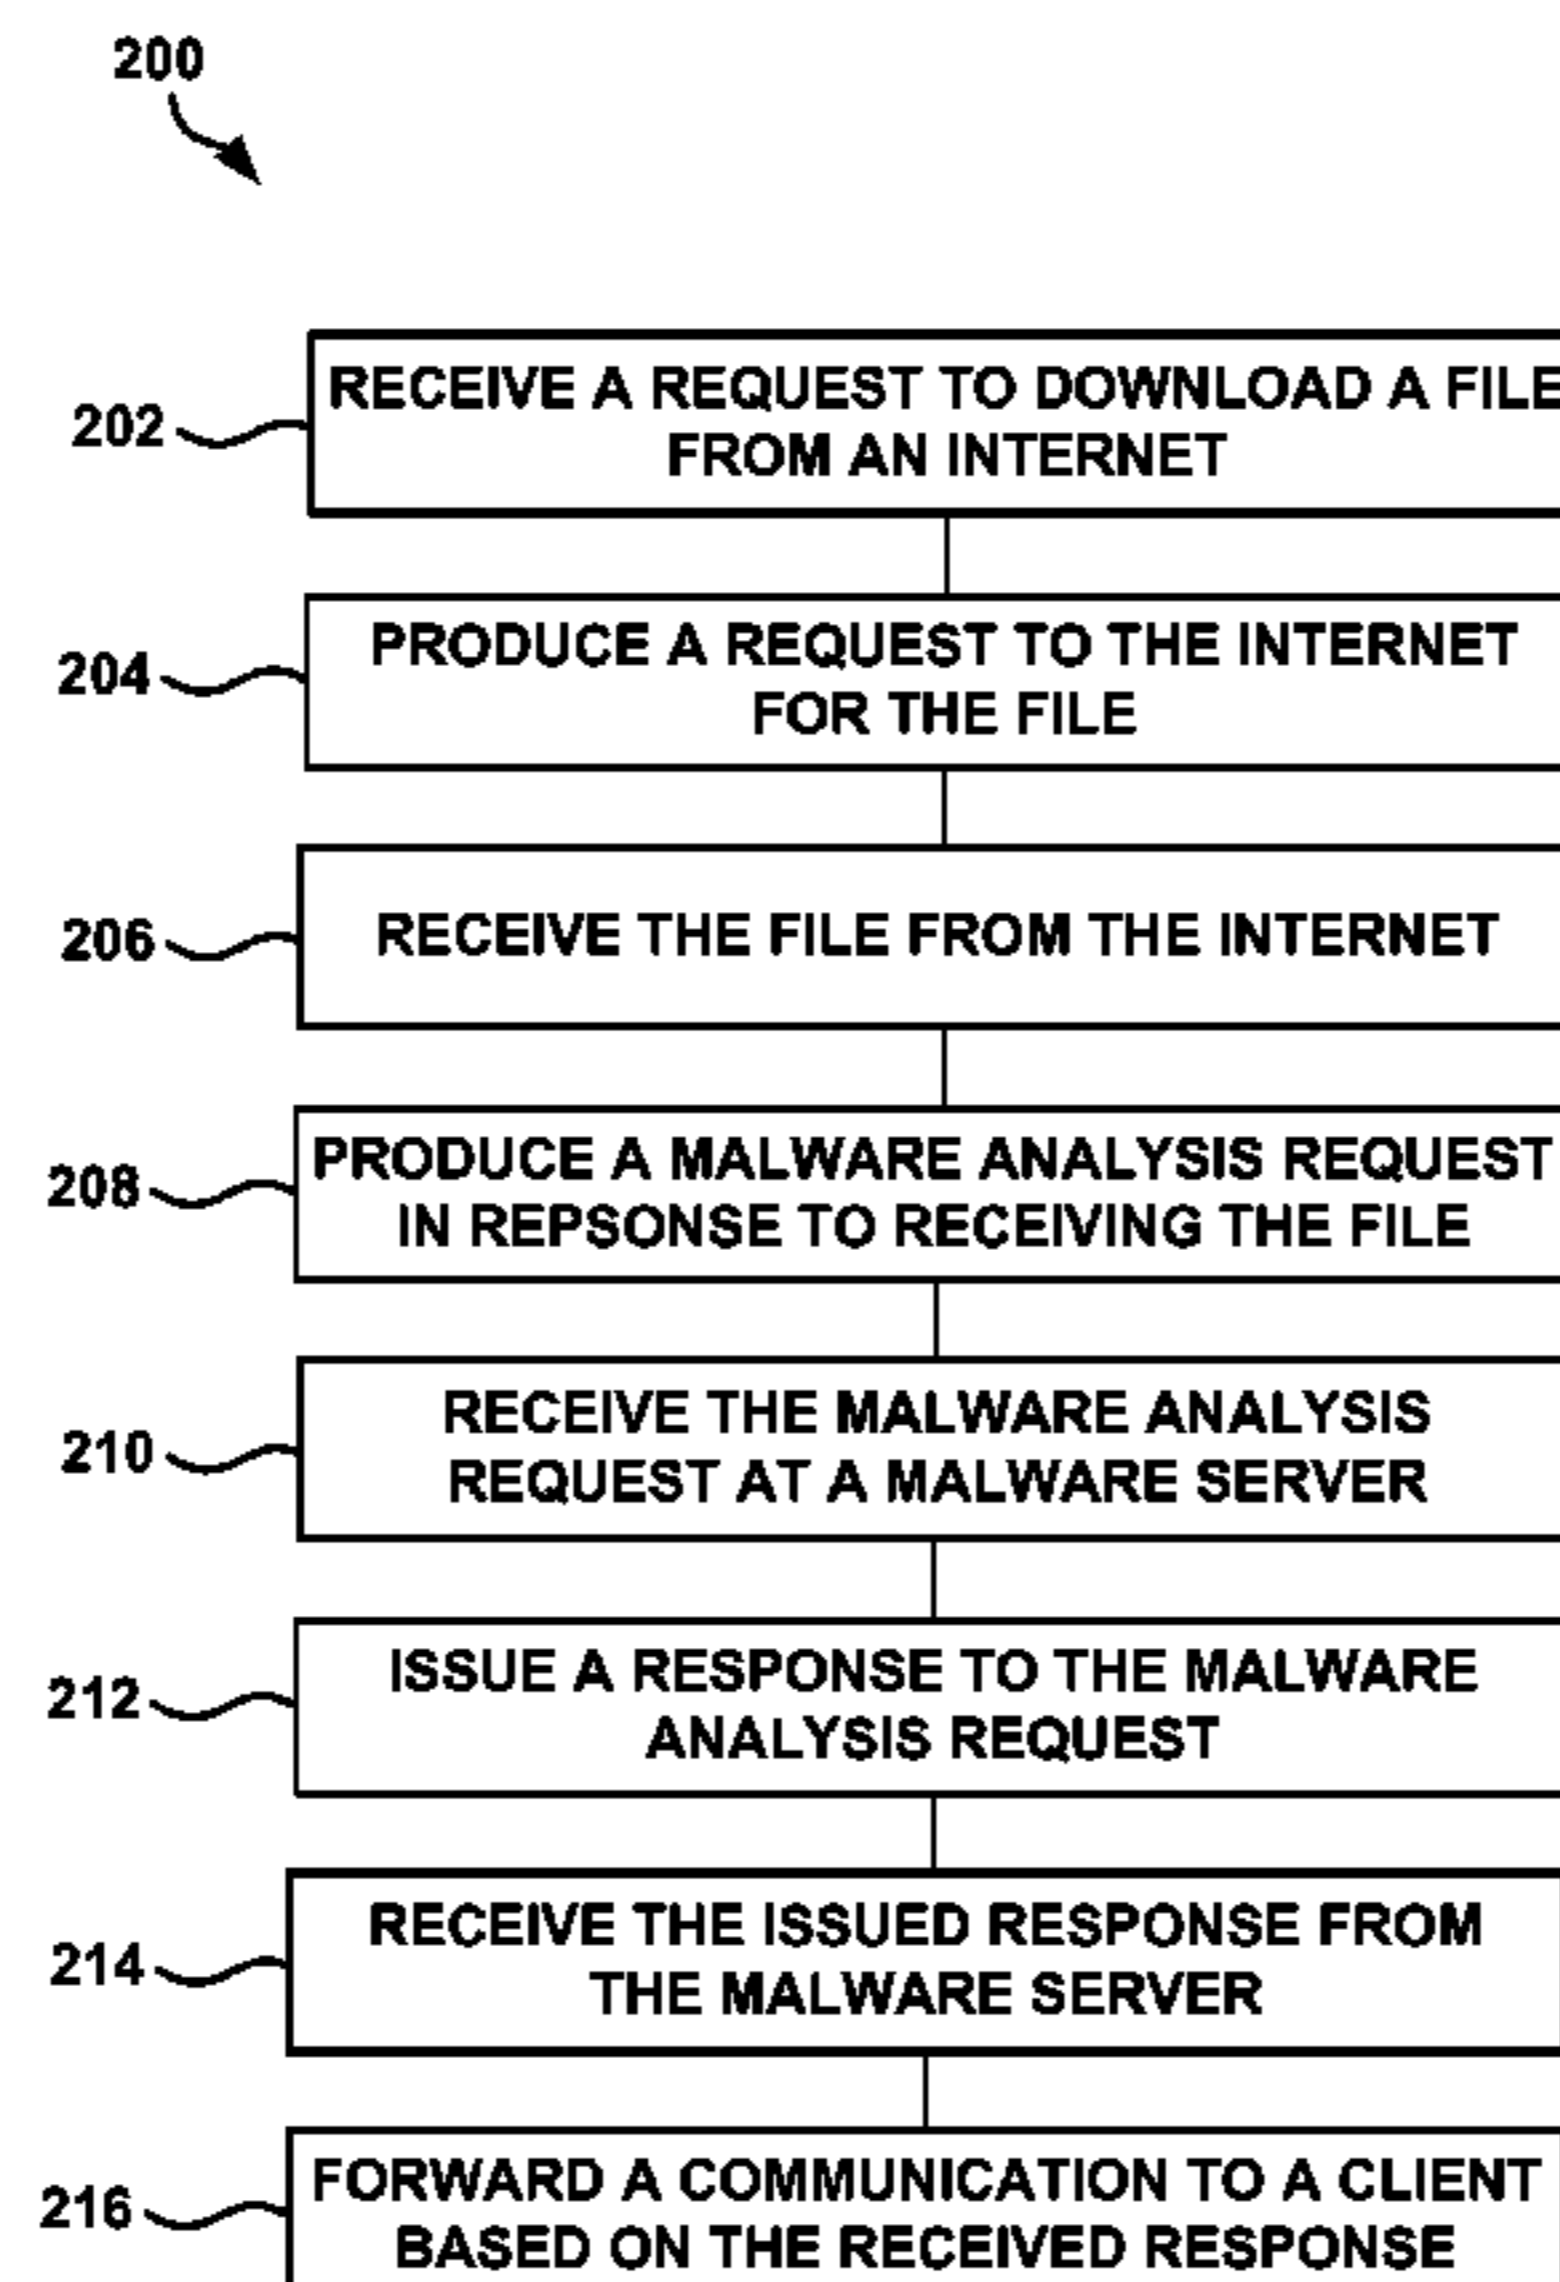 200
202
RECEIVE A REQUEST TO DOWNLOAD A FILE
FROM AN INTERNET
204
PRODUCE A REQUEST TO THE INTERNET
FOR THE FILE
206
RECEIVE THE FILE FROM THE INTERNET
208
PRODUCE A MALWARE ANALYSIS REQUEST
IN REPSONSE TO RECEIVING THE FILE
210
RECEIVE THE MALWARE ANALYSIS
REQUEST AT A MALWARE SERVER
212
ISSUE A RESPONSE TO THE MALWARE
ANALYSIS REQUEST
214
RECEIVE THE ISSUED RESPONSE FROM
THE MALWARE SERVER
216
FORWARD A COMMUNICATION TO A CLIENT
BASED ON THE RECEIVED RESPONSE